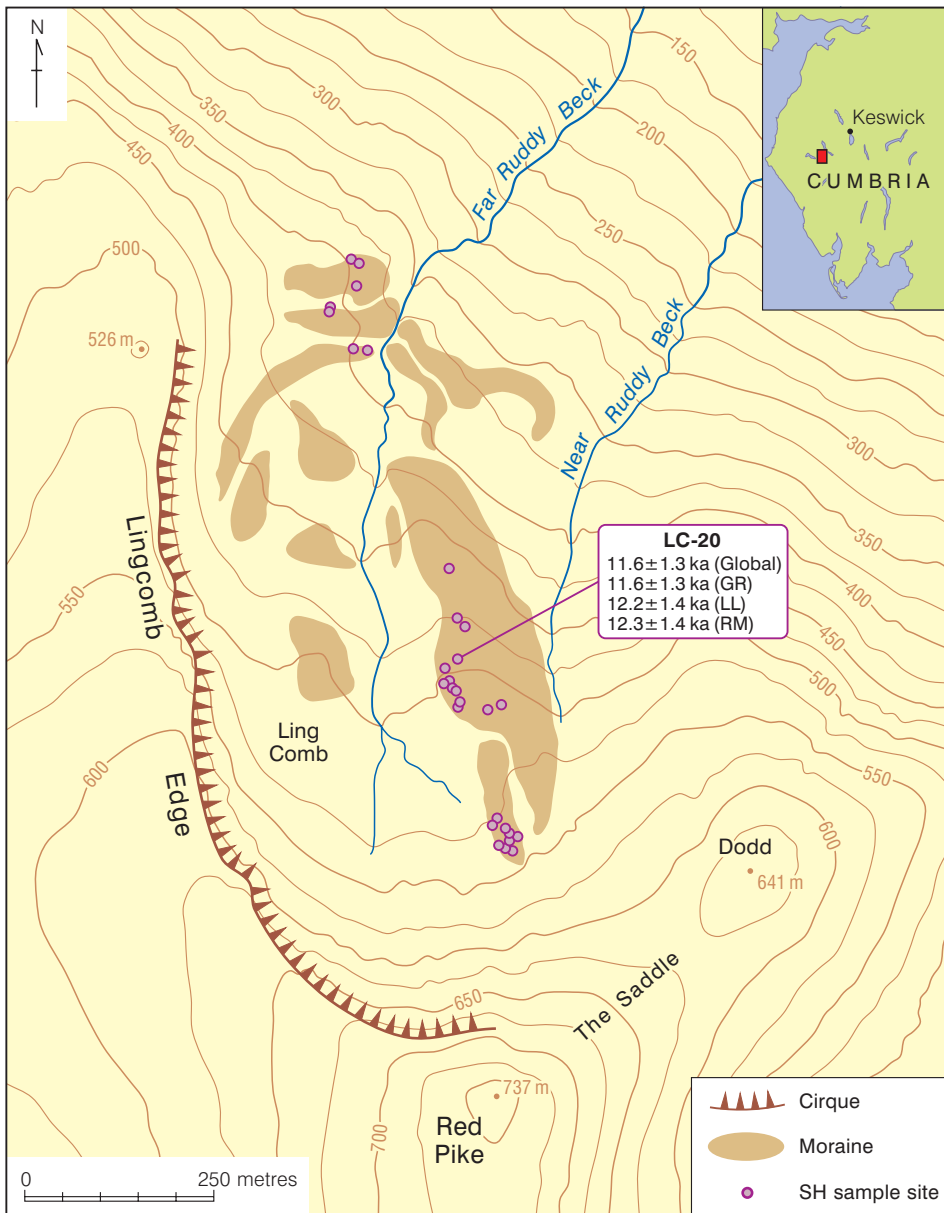 N
150
200
250
300
350
400
450
500
526 m
Far Ruddy Beck
Near Ruddy Beck
Keswick
CUMBRIA
300
350
400
450
500
550
600
LC-20
11.6±1.3 ka (Global)
11.6±1.3 ka (GR)
12.2±1.4 ka (LL)
12.3±1.4 ka (RM)
Lingcomb
Edge
550
600
Ling
Comb
Dodd
641 m
The Saddle
650
737 m
Red
Pike
700
0 250 metres
Cirque
Moraine
SH sample site